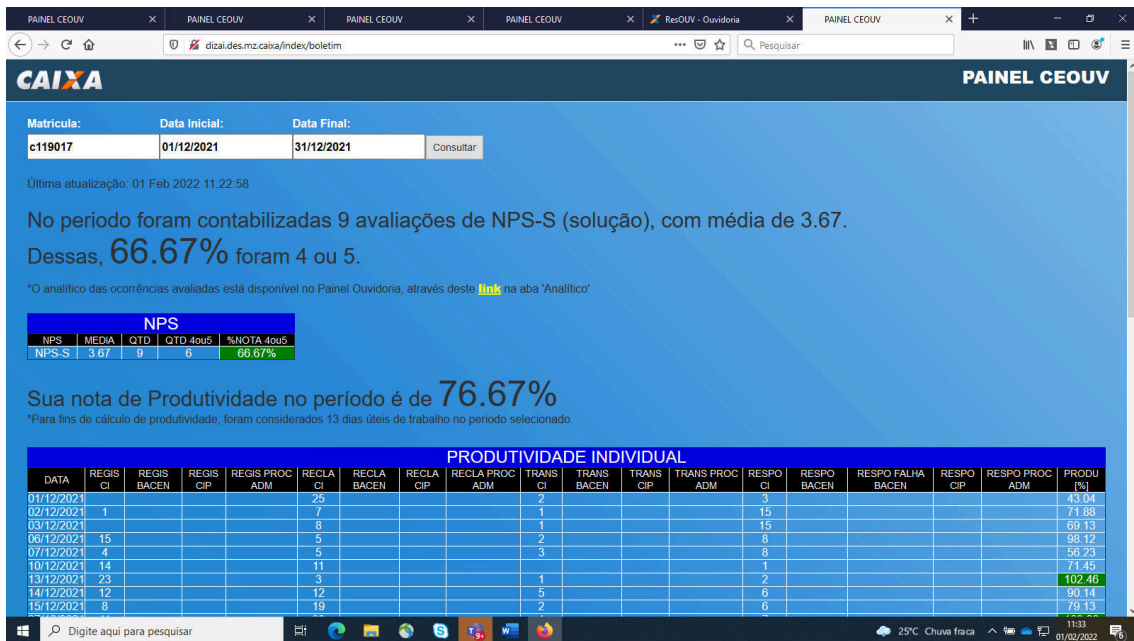 PAINEL CEOUV PAINEL CEOUV PAINEL CEOUV PAINEL CEOUV ResOUV - Ouvidoria PAINEL CEOUV
dizai.des.mz.caixa/index/boletim Pesquisar
CAIXA PAINEL CEOUV
Matricula: Data Inicial: Data Final:
c119017 01/12/2021 31/12/2021 Consultar
Última atualização: 01 Feb 2022 11:22:58
No periodo foram contabilizadas 9 avaliações de NPS-S (solução), com média de 3.67.
Dessas, 66.67% foram 4 ou 5.
*O analítico das ocorrências avaliadas está disponível no Painel Ouvidoria, através deste link na aba 'Analítico'
NPS
NPS MEDIA QTD QTD 4ou5 %NOTA 4ou5
NPS-S 3.67 9 6 66.67%
Sua nota de Produtividade no período é de 76.67%
*Para fins de cálculo de produtividade, foram considerados 13 dias úteis de trabalho no periodo selecionado.
PRODUTIVIDADE INDIVIDUAL
DATA REGIS CI REGIS BACEN REGIS CIP REGIS PROC ADM RECLA CI RECLA BACEN RECLA CIP RECLA PROC ADM TRANS CI TRANS BACEN TRANS CIP TRANS PROC ADM RESPO CI RESPO BACEN RESPO FALHA BACEN RESPO CIP RESPO PROC ADM PRODU [%]
01/12/2021 25 2 3 43.04
02/12/2021 1 7 1 15 71.88
03/12/2021 8 1 15 69.13
06/12/2021 15 5 2 8 98.12
07/12/2021 4 5 3 8 56.23
10/12/2021 14 11 1 71.45
13/12/2021 23 3 1 2 102.46
14/12/2021 12 12 5 6 90.14
15/12/2021 8 19 2 6 79.13
Digite aqui para pesquisar 25°C Chuva fraca 11:33
01/02/2022